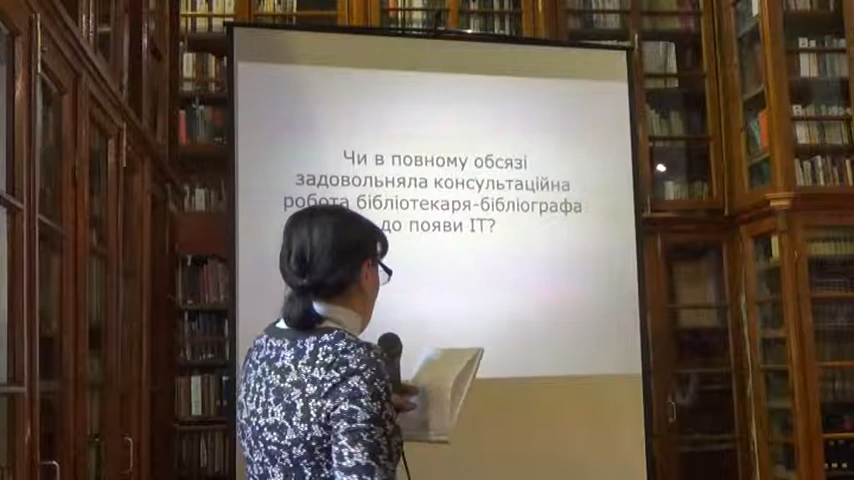 Чи в повному обсязі
задовольняла консультаційна
робота бібліотекаря-бібліографа
до появи ІТ?